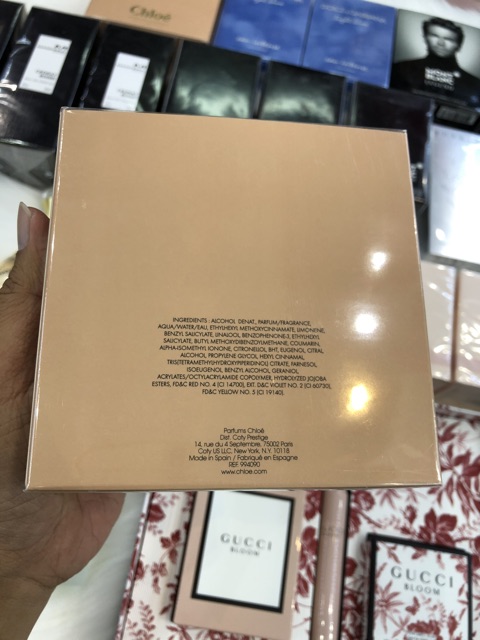 Chloé
INGREDIENTS : ALCOHOL DENAT., PARFUM/FRAGRANCE,
AQUA/WATER/EAU, ETHYLHEXYL METHOXYCINNAMATE, LIMONENE,
BENZYL SALICYLATE, LINALOOL, BENZOPHENONE-3, ETHYLHEXYL
SALICYLATE, BUTYL METHOXYDIBENZOYLMETHANE, COUMARIN,
ALPHA-ISOMETHYL IONONE, CITRONELLOL, BHT, EUGENOL, CITRAL
ALCOHOL, PROPYLENE GLYCOL, HEXYL CINNAMAL,
TRIS(TETRAMETHYLHYDROXYPIPERIDINOL) CITRATE, FARNESOL,
ISOEUGENOL, BENZYL ALCOHOL, GERANIOL,
ACRYLATES/OCTYLACRYLAMIDE COPOLYMER, HYDROLYZED JOJOBA
ESTERS, FD&C RED NO. 4 (CI 14700), EXT. D&C VIOLET NO. 2 (CI 60730),
FD&C YELLOW NO. 5 (CI 19140).
Parfums Chloé
Dist. Coty Prestige
14, rue du 4 Septembre, 75002 Paris
Coty US LLC, New York, N.Y. 10118
Made in Spain / Fabriqué en Espagne
REF. 994090
www.chloe.com
GUCCI
BLOOM
GUCCI
BLOOM